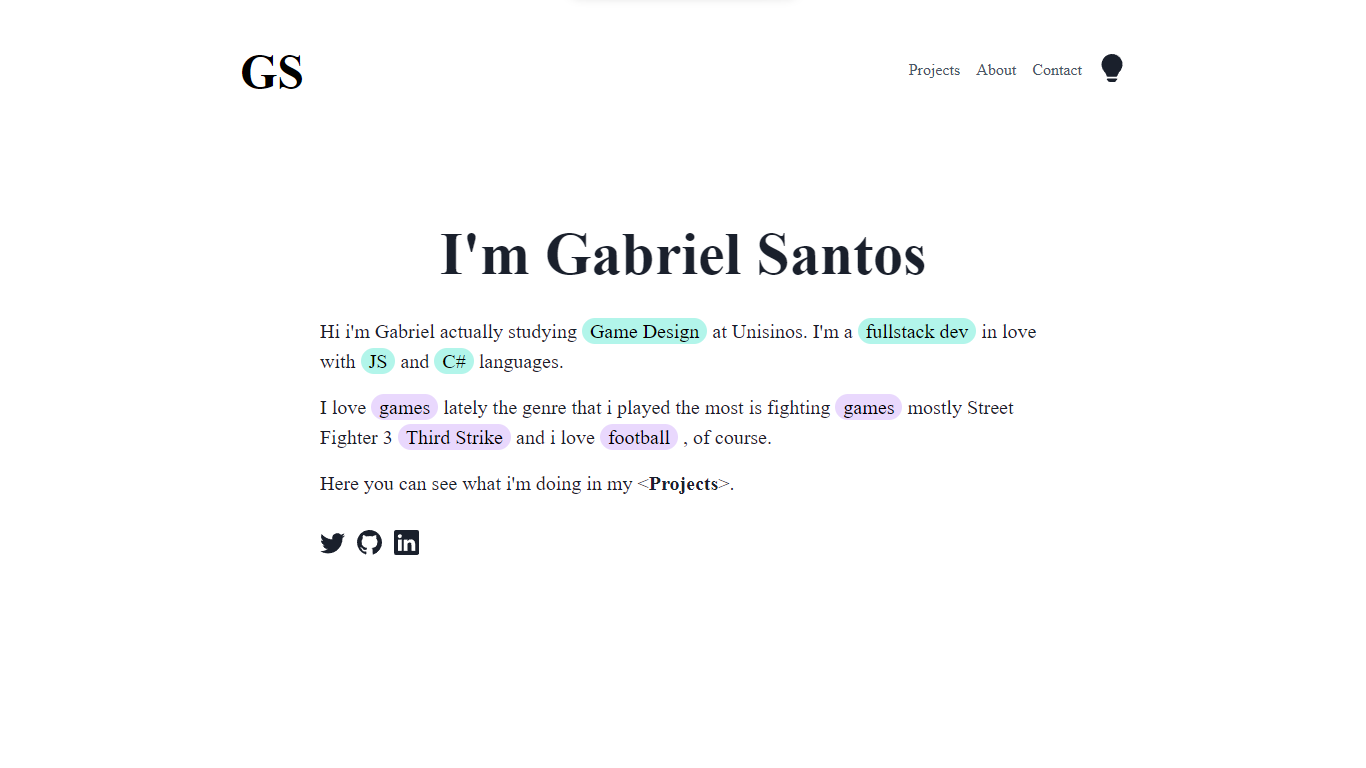 GS
Projects About Contact
I'm Gabriel Santos
Hi i'm Gabriel actually studying Game Design at Unisinos. I'm a fullstack dev in love
with JS and C# languages.
I love games lately the genre that i played the most is fighting games mostly Street
Fighter 3 Third Strike and i love football , of course.
Here you can see what i'm doing in my <Projects>.
in